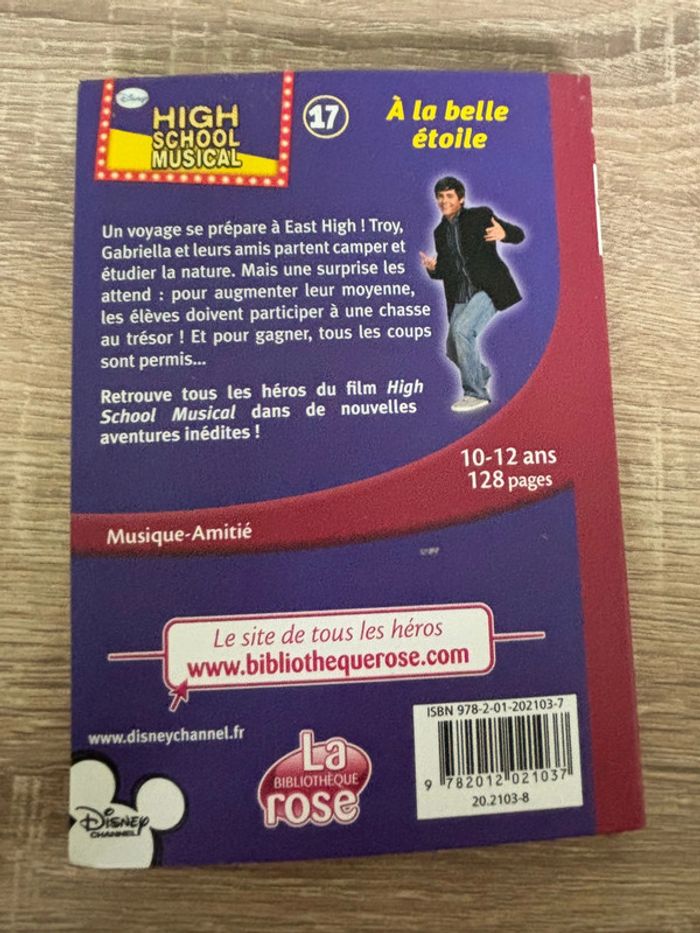 Disney
HIGH
SCHOOL
MUSICAL
17
À la belle
étoile
Un voyage se prépare à East High ! Troy,
Gabriella et leurs amis partent camper et
étudier la nature. Mais une surprise les
attend : pour augmenter leur moyenne,
les élèves doivent participer à une chasse
au trésor ! Et pour gagner, tous les coups
sont permis...
Retrouve tous les héros du film High
School Musical dans de nouvelles
aventures inédites !
10-12 ans
128 pages
Musique-Amitié
Le site de tous les héros
www.bibliothequerose.com
www.disneychannel.fr
Disney
CHANNEL
La
BIBLIOTHÈQUE
rose
ISBN 978-2-01-202103-7
9 782012 021037
20.2103-8